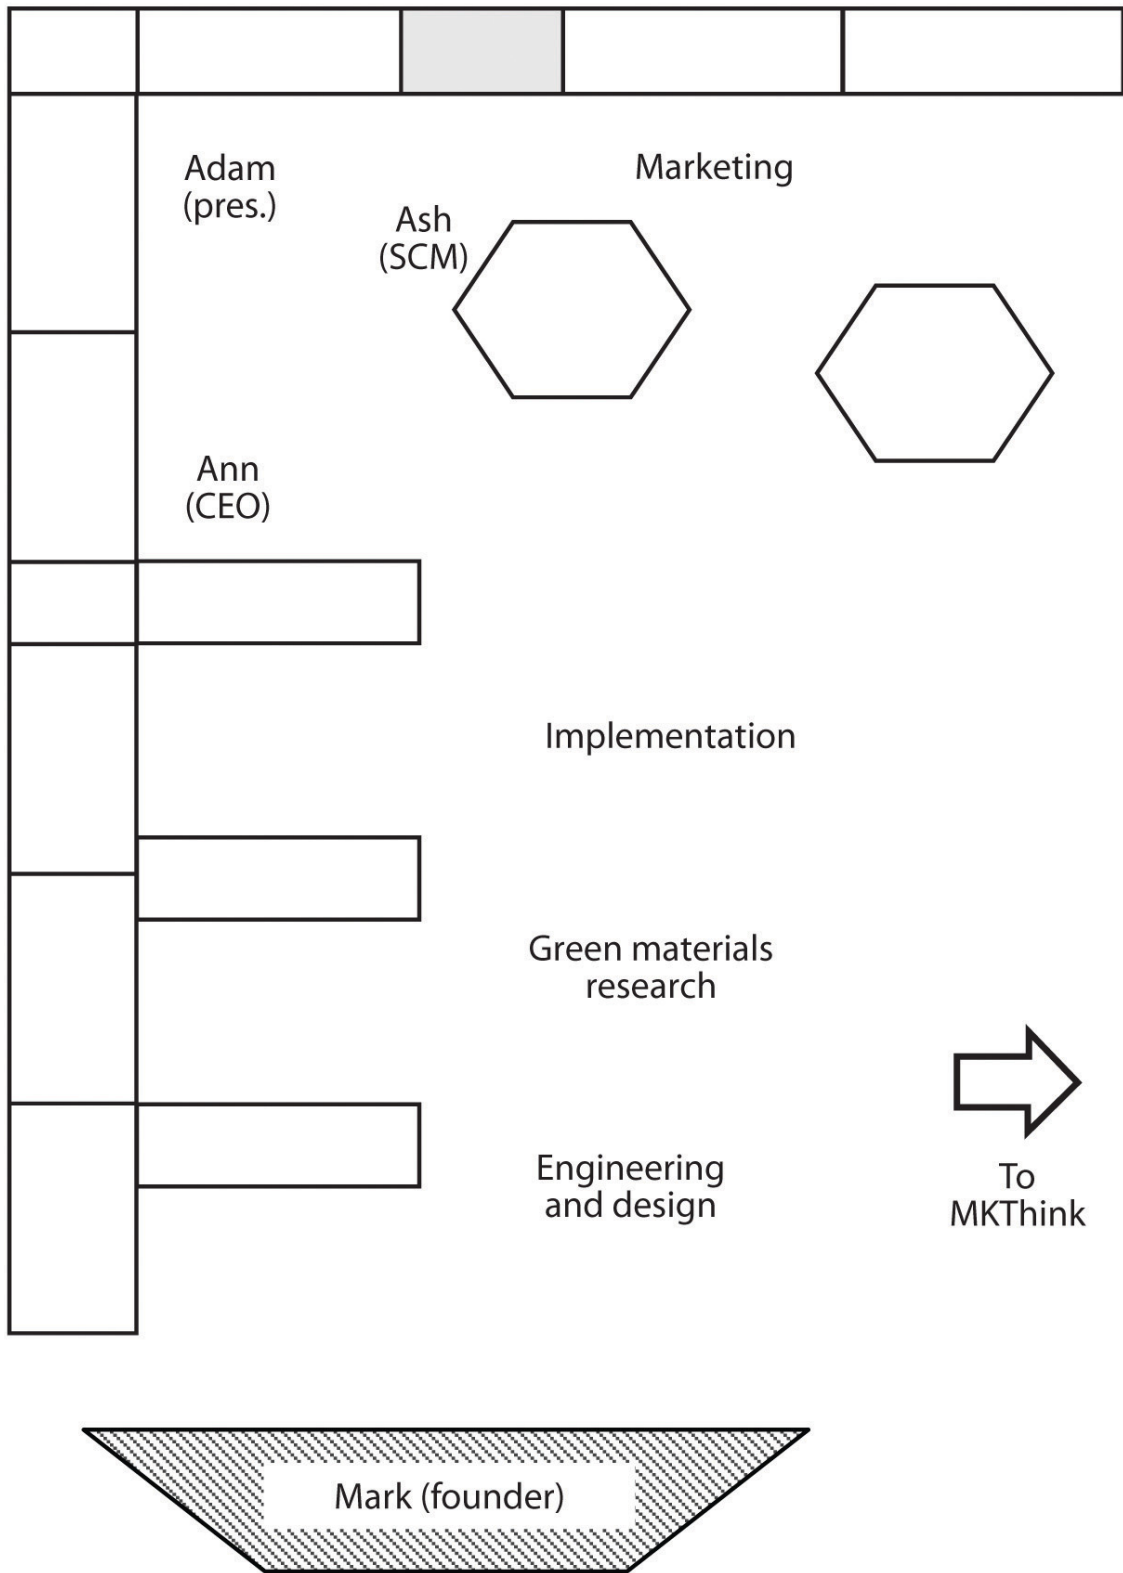 Adam
(pres.)
Marketing
Ash
(SCM)
Ann
(CEO)
Implementation
Green materials
research
Engineering
and design
To
MKThink
Mark (founder)